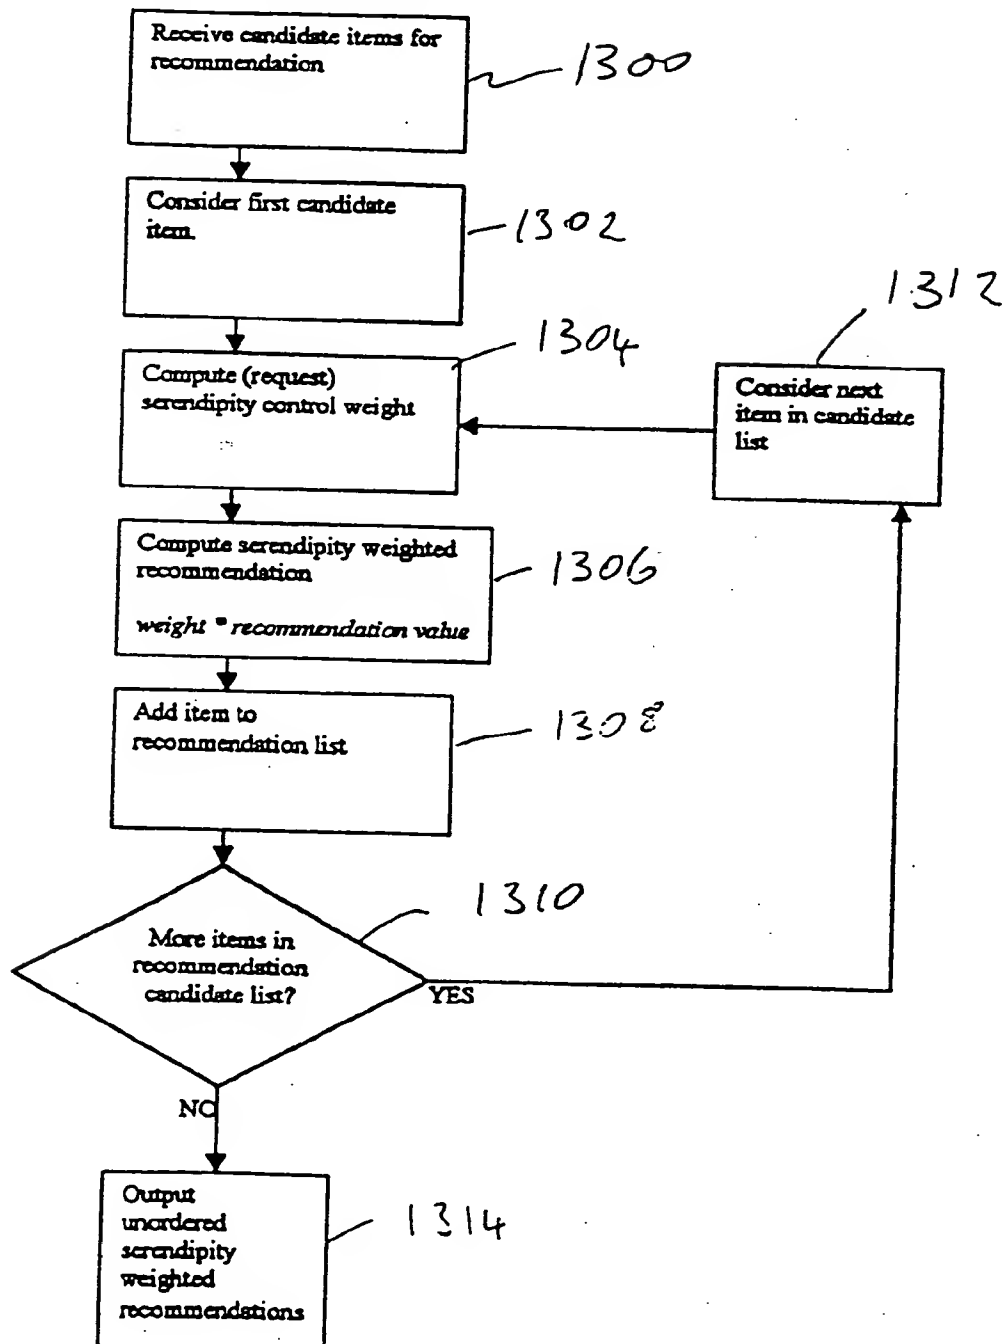 Receive candidate items for
recommendation
1300
Consider first candidate
item.
1302
1312
1304
Compute (request)
serendipity control weight
Consider next
item in candidate
list
Compute serendipity weighted
recommendation
weight * recommendation value
1306
Add item to
recommendation list
1308
1310
More items in
recommendation
candidate list?
YES
NO
Output
unordered
serendipity
weighted
recommendations
1314